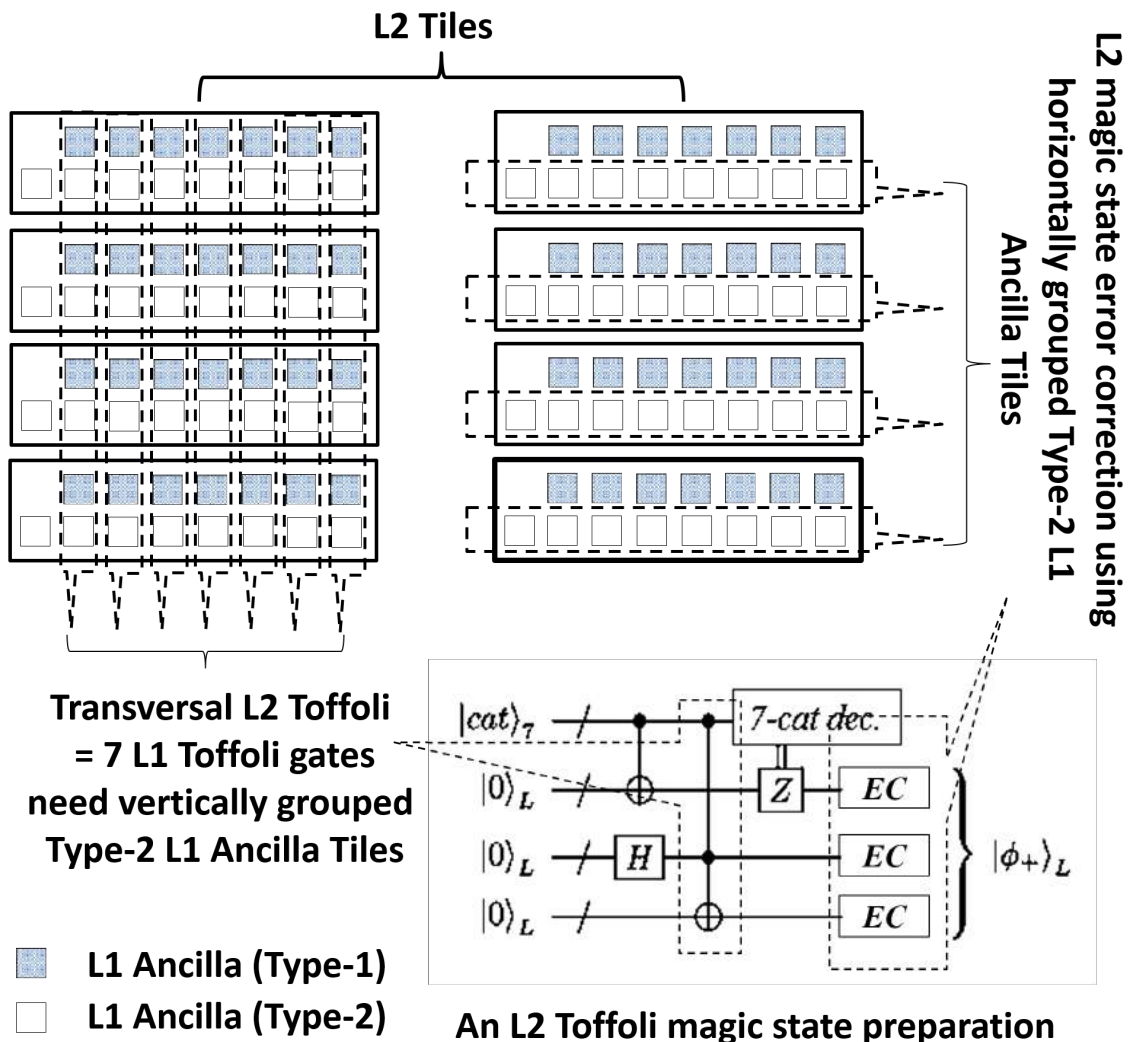 L2 Tiles
L2 magic state error correction using
horizontally grouped Type-2 L1
Ancilla Tiles
Transversal L2 Toffoli
= 7 L1 Toffoli gates
need vertically grouped
Type-2 L1 Ancilla Tiles
|cat⟩7
7-cat dec.
|0⟩L
Z
EC
|0⟩L
H
EC
|ϕ+⟩L
|0⟩L
EC
L1 Ancilla (Type-1)
L1 Ancilla (Type-2)
An L2 Toffoli magic state preparation